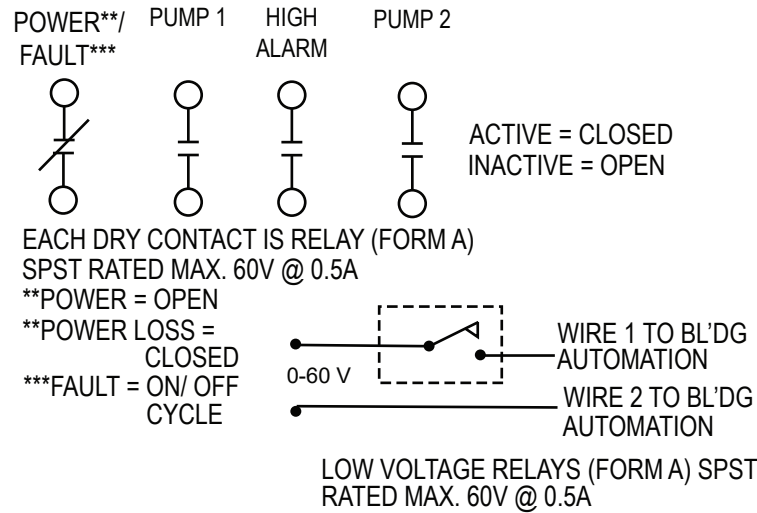 POWER**/ FAULT***
PUMP 1
HIGH ALARM
PUMP 2
ACTIVE = CLOSED
INACTIVE = OPEN
EACH DRY CONTACT IS RELAY (FORM A)
SPST RATED MAX. 60V @ 0.5A
**POWER = OPEN
**POWER LOSS =
CLOSED
***FAULT = ON/ OFF
CYCLE
0-60 V
WIRE 1 TO BL'DG
AUTOMATION
WIRE 2 TO BL'DG
AUTOMATION
LOW VOLTAGE RELAYS (FORM A) SPST
RATED MAX. 60V @ 0.5A